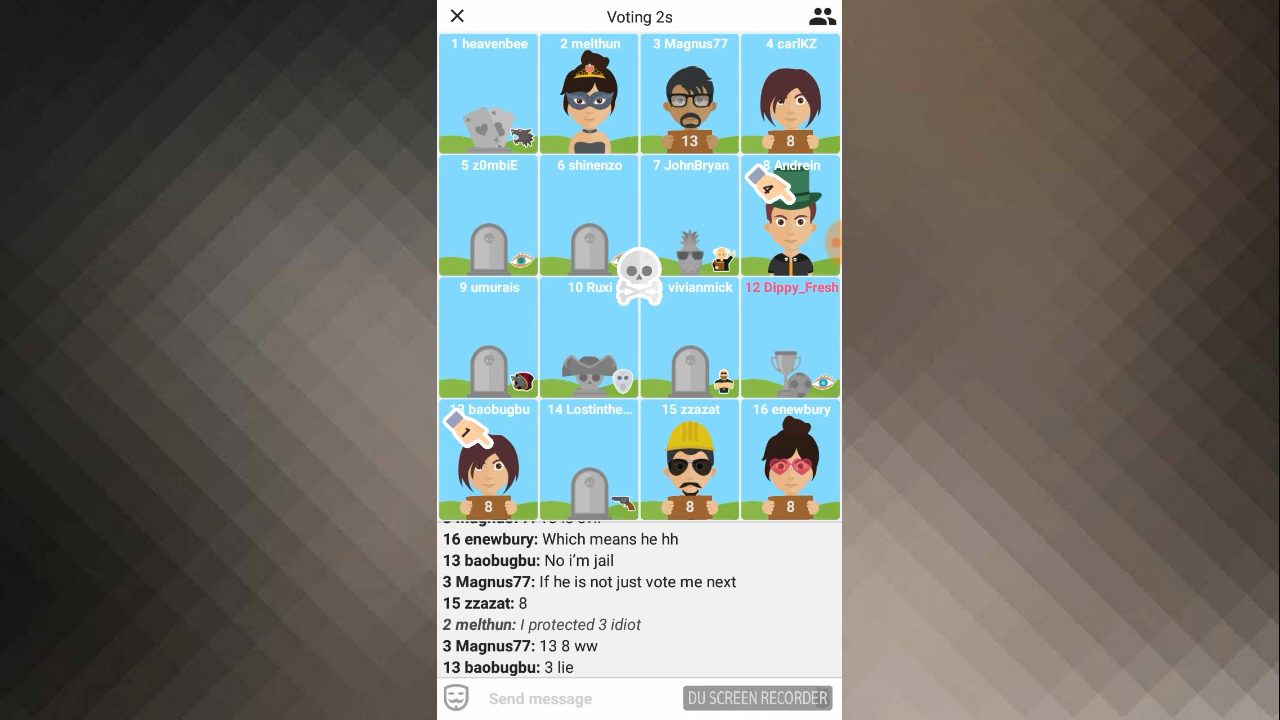 Voting 2s
1 heavenbee
2 melthun
3 Magnus77
4 carlKZ
13
8
5 z0mbiE
6 shinenzo
7 JohnBryan
8 Andrein
4
9 umurais
10 Ruxi
vivianmick
12 Dippy_Fresh
13 baobugbu
14 Lostinthe...
15 zzazat
16 enewbury
1
8
8
8
16 enewbury: Which means he hh
13 baobugbu: No i'm jail
3 Magnus77: If he is not just vote me next
15 zzazat: 8
2 melthun: I protected 3 idiot
3 Magnus77: 13 8 ww
13 baobugbu: 3 lie
Send message
DU SCREEN RECORDER